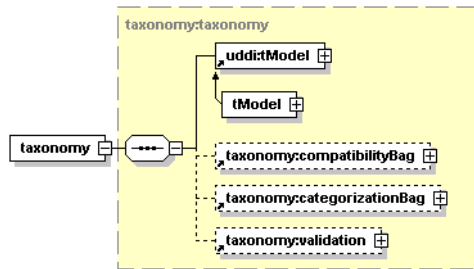 taxonomy:taxonomy
uddi:tModel
tModel
taxonomy
taxonomy:compatibilityBag
taxonomy:categorizationBag
taxonomy:validation